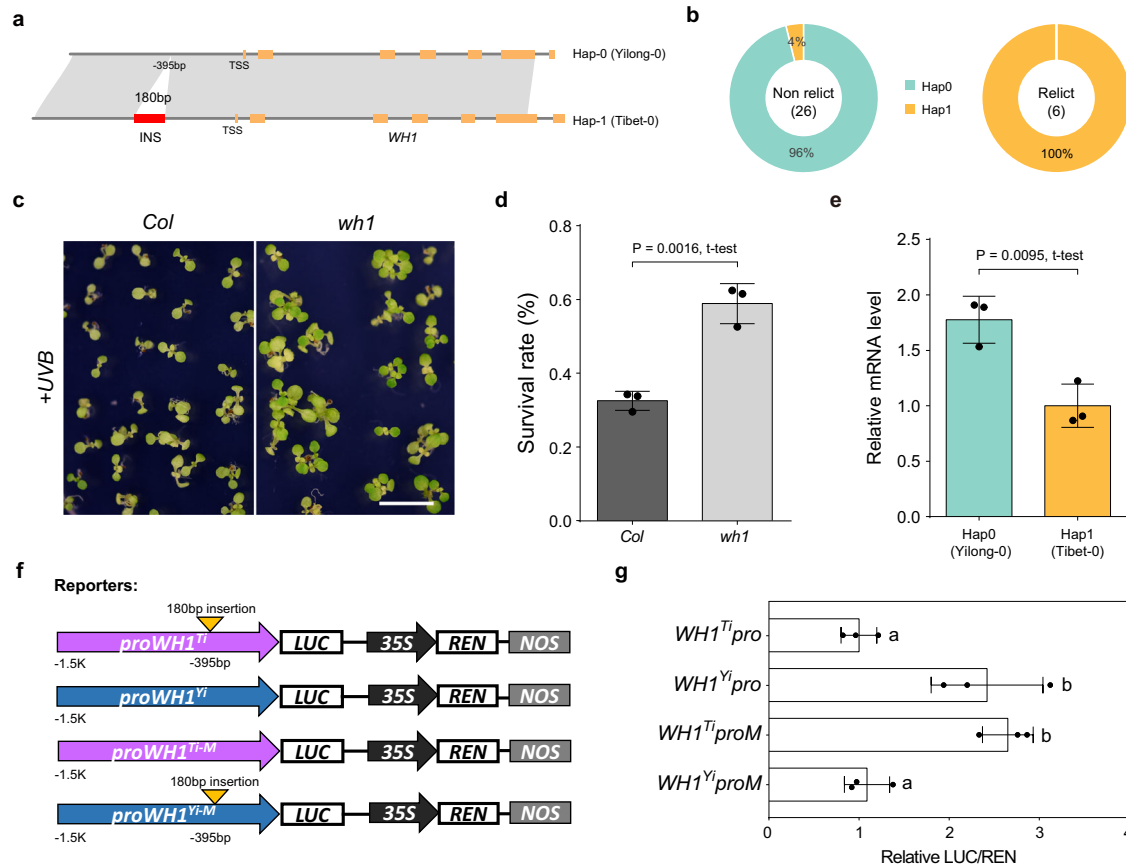 a
Hap-0 (Yilong-0)
-395bp
TSS
180bp
Hap-1 (Tibet-0)
INS
TSS
WH1
b
4%
Non relict
(26)
96%
Hap0
Hap1
Relict
(6)
100%
c
Col
wh1
+UVB
d
Survival rate (%)
0.8
0.6
0.4
0.2
0.0
P = 0.0016, t-test
Col
wh1
e
Relative mRNA level
2.5
2.0
1.5
1.0
0.5
0.0
P = 0.0095, t-test
Hap0
(Yilong-0)
Hap1
(Tibet-0)
f
Reporters:
180bp insertion
proWH1Ti LUC 35S REN NOS
-1.5K -395bp
proWH1Yi LUC 35S REN NOS
-1.5K
proWH1Ti-M LUC 35S REN NOS
-1.5K
180bp insertion
proWH1Yi-M LUC 35S REN NOS
-1.5K -395bp
g
WH1Tipro a
WH1Yipro b
WH1TiproM b
WH1YiproM a
0 1 2 3 4
Relative LUC/REN